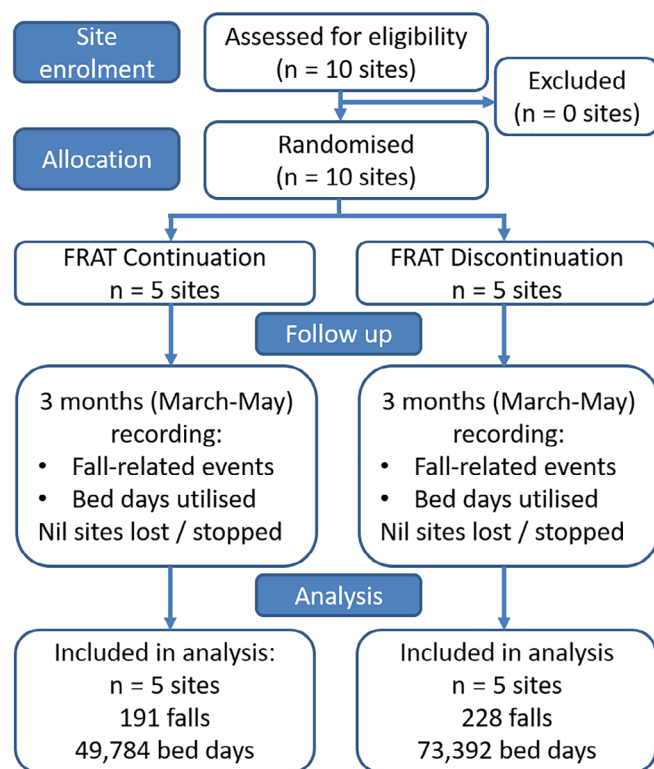 Site
enrolment
Assessed for eligibility
(n = 10 sites)
Excluded
(n = 0 sites)
Allocation
Randomised
(n = 10 sites)
FRAT Continuation
n = 5 sites
FRAT Discontinuation
n = 5 sites
Follow up
3 months (March-May)
recording:
• Fall-related events
• Bed days utilised
Nil sites lost / stopped
3 months (March-May)
recording:
• Fall-related events
• Bed days utilised
Nil sites lost / stopped
Analysis
Included in analysis:
n = 5 sites
191 falls
49,784 bed days
Included in analysis
n = 5 sites
228 falls
73,392 bed days